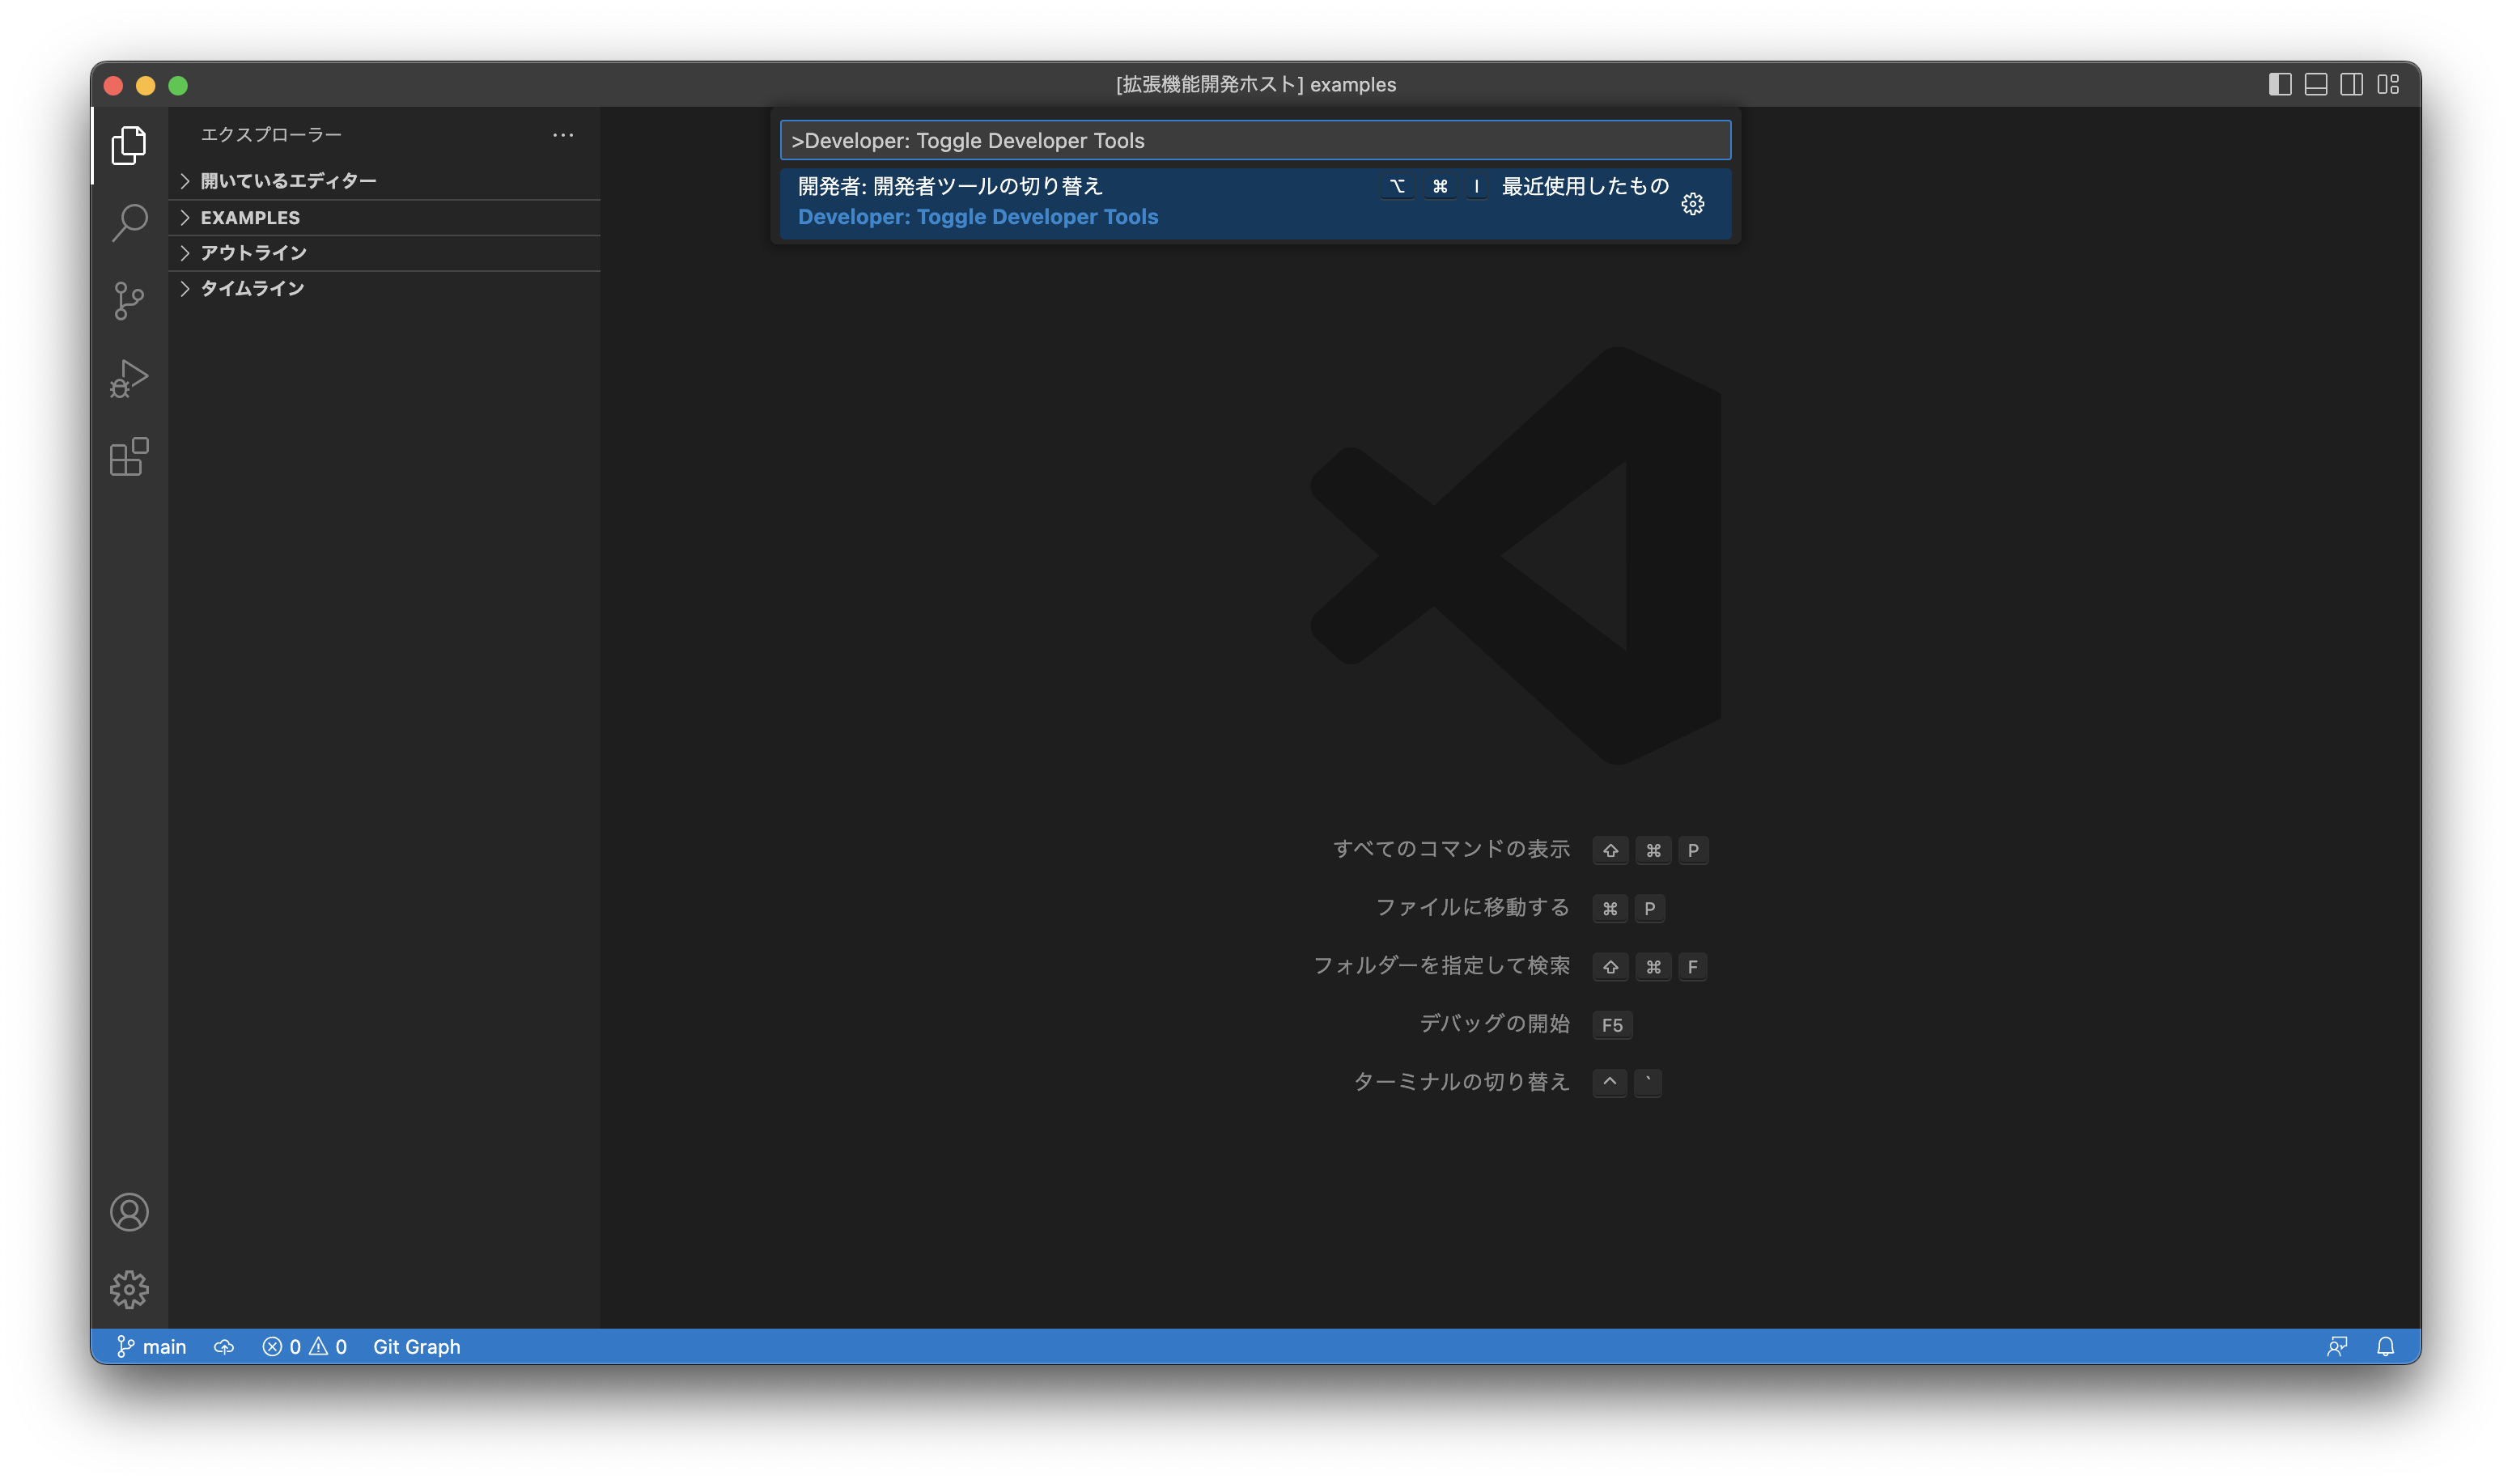 [拡張機能開発ホスト] examples
エクスプローラー
開いているエディター
EXAMPLES
アウトライン
タイムライン
>Developer: Toggle Developer Tools
開発者: 開発者ツールの切り替え ⌥ ⌘ I 最近使用したもの
Developer: Toggle Developer Tools
すべてのコマンドの表示 ⇧ ⌘ P
ファイルに移動する ⌘ P
フォルダーを指定して検索 ⇧ ⌘ F
デバッグの開始 F5
ターミナルの切り替え ^ `
main 0 0 Git Graph